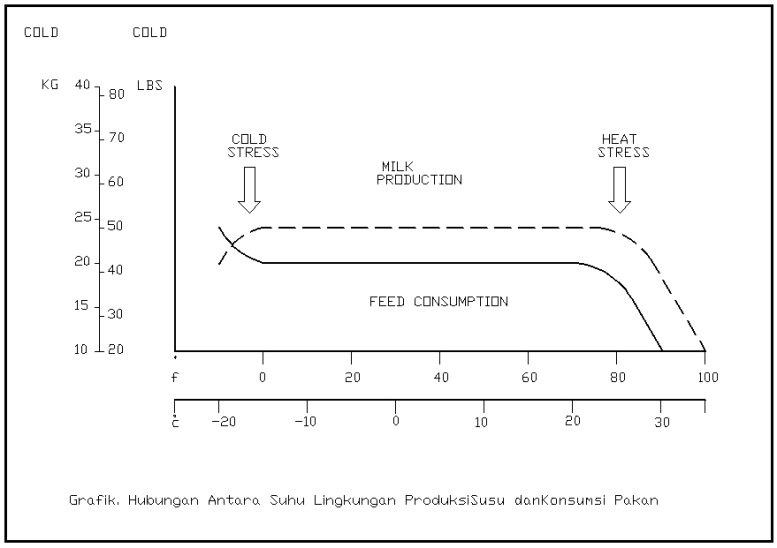 COLD COLD
KG 40 LBS
80
35
70
COLD STRESS
HEAT STRESS
30
MILK PRODUCTION
60
25
50
20
40
FEED CONSUMPTION
15
30
10 20
f 0 20 40 60 80 100
c -20 -10 0 10 20 30
Grafik. Hubungan Antara Suhu Lingkungan ProduksiSusu danKonsumsi Pakan